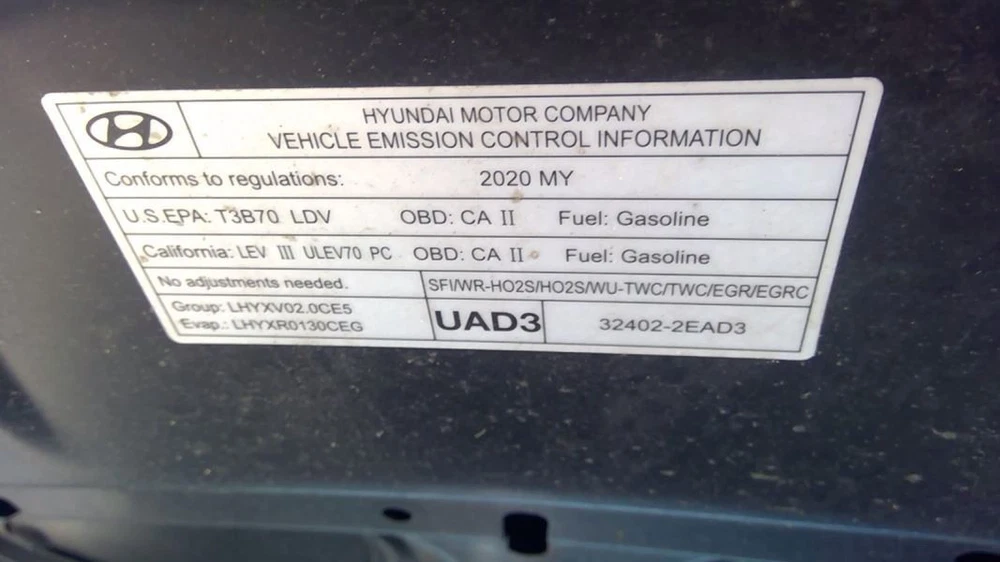 HYUNDAI MOTOR COMPANY
VEHICLE EMISSION CONTROL INFORMATION
Conforms to regulations: 2020 MY
U.S.EPA: T3B70 LDV OBD: CA II Fuel: Gasoline
California: LEV III ULEV70 PC OBD: CA II Fuel: Gasoline
No adjustments needed. SFI/WR-HO2S/HO2S/WU-TWC/TWC/EGR/EGRC
Group: LHYXV02.0CE5
Evap.: LHYXR0130CEG
UAD3 32402-2EAD3